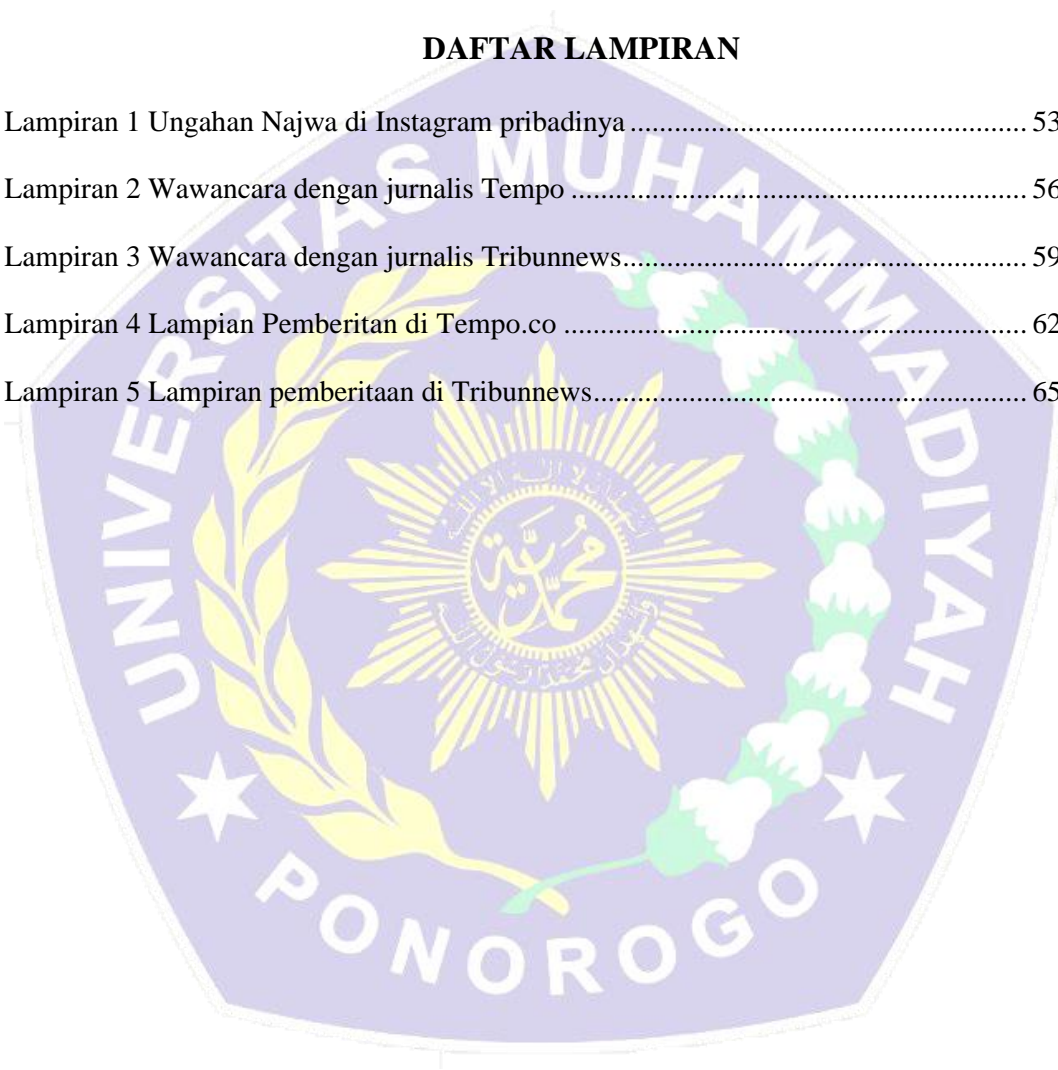 DAFTAR LAMPIRAN
Lampiran 1 Ungahan Najwa di Instagram pribadinya ............................................. 53
Lampiran 2 Wawancara dengan jurnalis Tempo .................................................... 56
Lampiran 3 Wawancara dengan jurnalis Tribunnews.............................................. 59
Lampiran 4 Lampian Pemberitan di Tempo.co ..................................................... 62
Lampiran 5 Lampiran pemberitaan di Tribunnews................................................. 65
UNIVERSITAS MUHAMMADIYAH
PONOROGO
محمدية